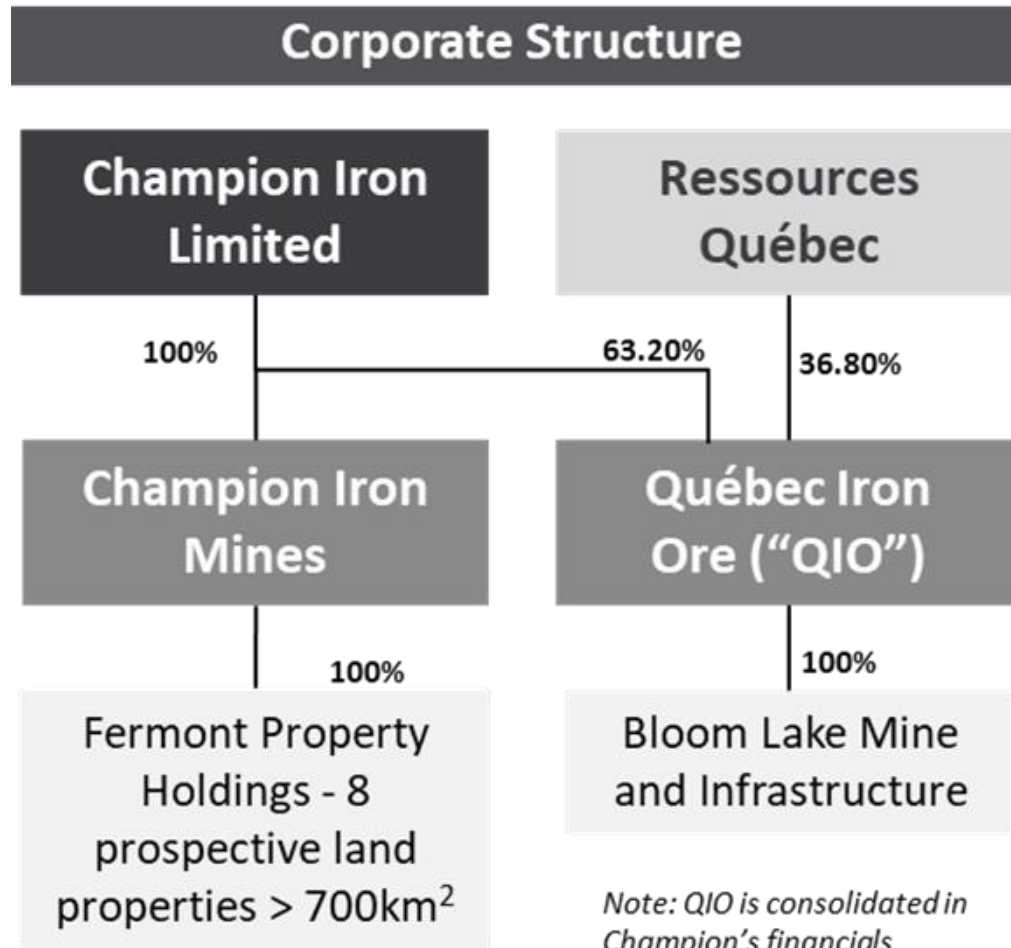 Corporate Structure
Champion Iron
Limited
Ressources
Québec
100%
63.20%
36.80%
Champion Iron
Mines
Québec Iron
Ore (“QIO”)
100%
100%
Fermont Property
Holdings - 8
prospective land
properties > 700km²
Bloom Lake Mine
and Infrastructure
Note: QIO is consolidated in
Champion’s financials